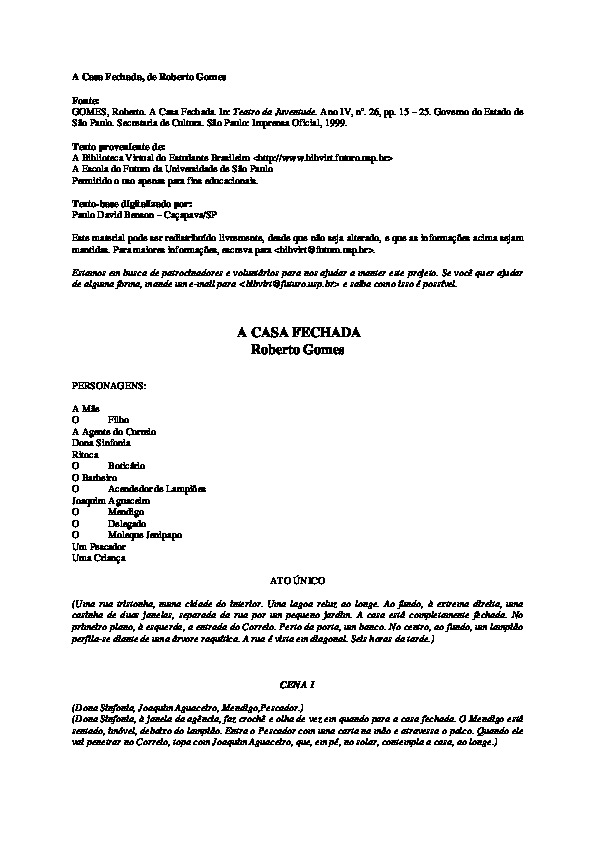 A Casa Fechada, de Roberto Gomes
Fonte:
GOMES, Roberto. A Casa Fechada. In: Teatro da Juventude. Ano IV, nº. 26, pp. 15 – 25. Governo do Estado de
São Paulo. Secretaria de Cultura. São Paulo: Imprensa Oficial, 1999.
Texto proveniente de:
A Biblioteca Virtual do Estudante Brasileiro <http://www.bibvirt.futuro.usp.br>
A Escola do Futuro da Universidade de São Paulo
Permitido o uso apenas para fins educacionais.
Texto-base digitalizado por:
Paulo David Benson – Caçapava/SP
Este material pode ser redistribuído livremente, desde que não seja alterado, e que as informações acima sejam
mantidas. Para maiores informações, escreva para <bibvirt@futuro.usp.br>.
Estamos em busca de patrocinadores e voluntários para nos ajudar a manter este projeto. Se você quer ajudar
de alguma forma, mande um e-mail para <bibvirt@futuro.usp.br> e saiba como isso é possível.
A CASA FECHADA
Roberto Gomes
PERSONAGENS:
A Mãe
O Filho
A Agente do Correio
Dona Sinfonia
Ritoca
O Boticário
O Barbeiro
O Acendedor de Lampiões
Joaquim Aguaceiro
O Mendigo
O Delegado
O Moleque Jenipapo
Um Pescador
Uma Criança
ATO ÚNICO
(Uma rua tristonha, numa cidade do interior. Uma lagoa reluz, ao longe. Ao fundo, à extrema direita, uma
casinha de duas janelas, separada da rua por um pequeno jardim. A casa está completamente fechada. No
primeiro plano, à esquerda, a entrada do Correio. Perto da porta, um banco. No centro, ao fundo, um lampião
perfila-se diante de uma árvore raquítica. A rua é vista em diagonal. Seis horas da tarde.)
CENA I
(Dona Sinfonia, Joaquim Aguaceiro, Mendigo,Pescador.)
(Dona Sinfonia, à janela da agência, faz crochê e olha de vez em quando para a casa fechada. O Mendigo está
sentado, imóvel, debaixo do lampião. Entra o Pescador com uma carta na mão e atravessa o palco. Quando ele
vai penetrar no Correio, topa com Joaquim Aguaceiro, que, em pé, no solar, contempla a casa, ao longe.)